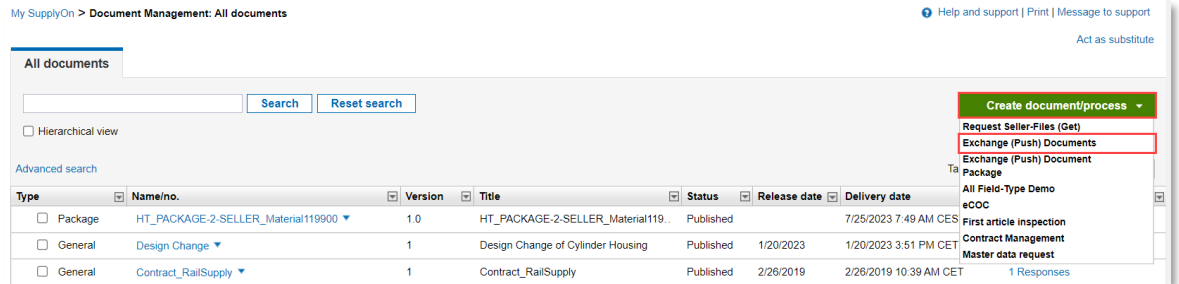 My SupplyOn > Document Management: All documents
Help and support | Print | Message to support
Act as substitute
All documents
Search
Reset search
Create document/process
Hierarchical view
Request Seller-Files (Get)
Exchange (Push) Documents
Exchange (Push) Document
Package
All Field-Type Demo
eCOC
First article inspection
Contract Management
Master data request
Advanced search
Ta
Type Name/no. Version Title Status Release date Delivery date
Package HT_PACKAGE-2-SELLER_Material119900 1.0 HT_PACKAGE-2-SELLER_Material119.. Published 7/25/2023 7:49 AM CES
General Design Change 1 Design Change of Cylinder Housing Published 1/20/2023 1/20/2023 3:51 PM CET
General Contract_RailSupply 1 Contract_RailSupply Published 2/26/2019 2/26/2019 10:39 AM CET 1 Responses